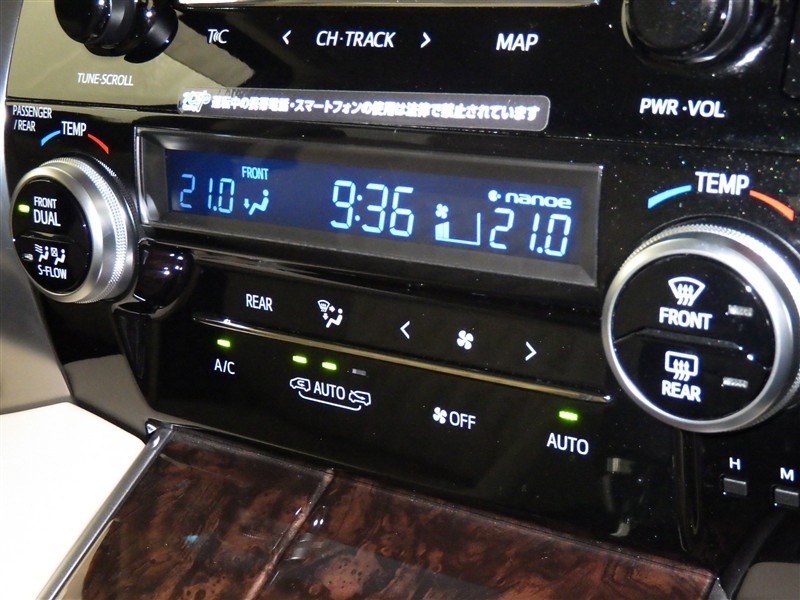 T C CH·TRACK MAP
TUNE·SCROLL
運転中の携帯電話・スマートフォンの使用は法律で禁止されています
PWR·VOL
PASSENGER
/REAR
TEMP
FRONT
DUAL
S-FLOW
21.0 FRONT 9:36 nanoe 21.0
TEMP
FRONT
REAR
REAR
A/C AUTO OFF AUTO
H M